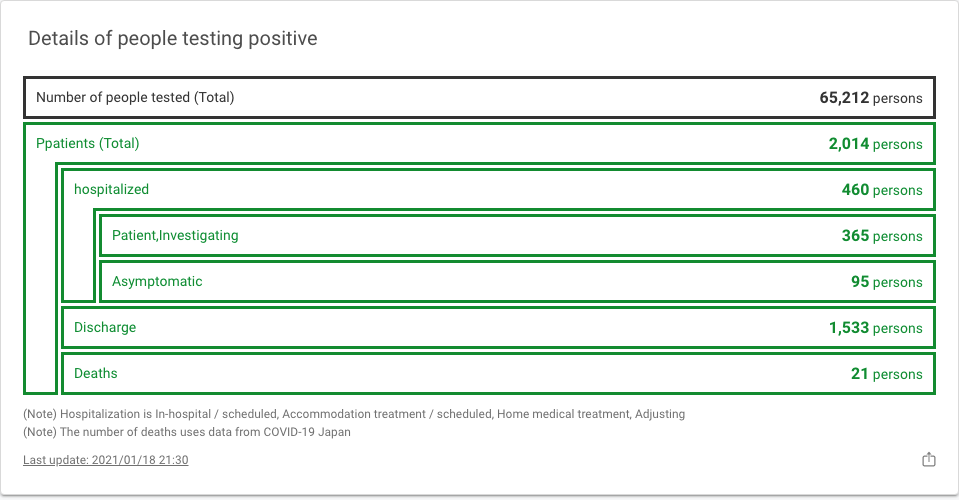 Details of people testing positive
Number of people tested (Total) 65,212 persons
Ppatients (Total) 2,014 persons
hospitalized 460 persons
Patient,Investigating 365 persons
Asymptomatic 95 persons
Discharge 1,533 persons
Deaths 21 persons
(Note) Hospitalization is In-hospital / scheduled, Accommodation treatment / scheduled, Home medical treatment, Adjusting
(Note) The number of deaths uses data from COVID-19 Japan
Last update: 2021/01/18 21:30